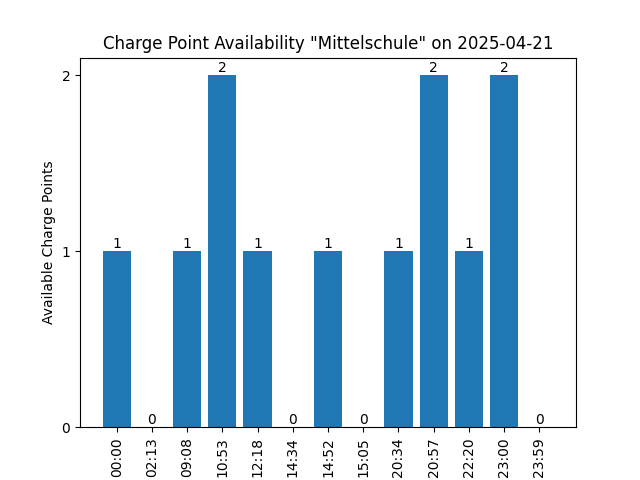 Charge Point Availability "Mittelschule" on 2025-04-21
Available Charge Points
2
1
0
1 0 1 2 1 0 1 0 1 2 1 2 0
00:00 02:13 09:08 10:53 12:18 14:34 14:52 15:05 20:34 20:57 22:20 23:00 23:59